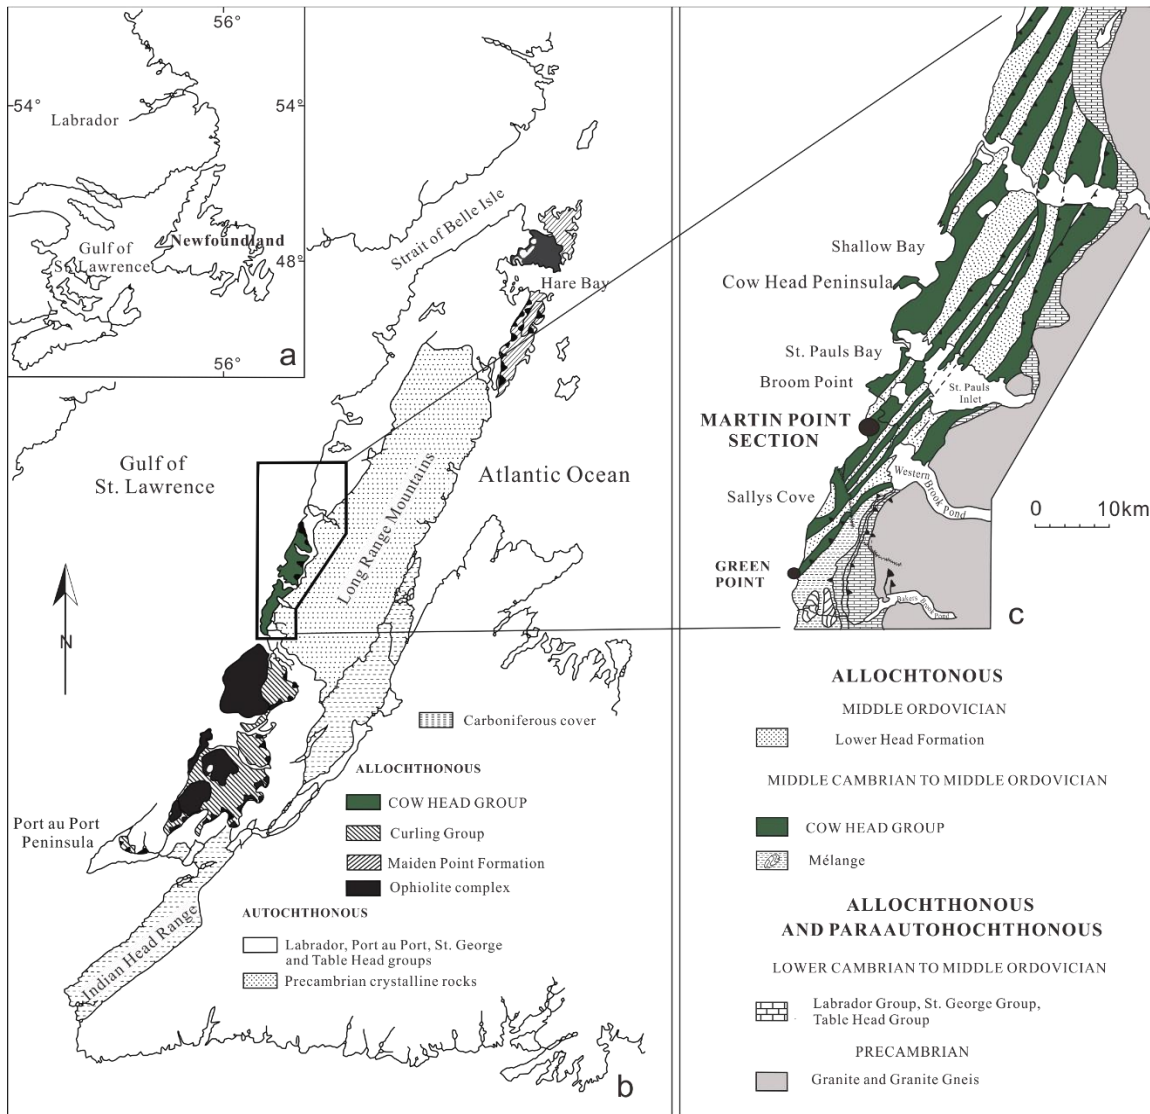 56°
54°
54°
Labrador
Newfoundland
Gulf of
St. Lawrence
48°
56°
a
Strait of Belle Isle
Hare Bay
Gulf of
St. Lawrence
Atlantic Ocean
Long Range Mountains
N
Port au Port
Peninsula
Indian Head Range
Carboniferous cover
ALLOCHTHONOUS
COW HEAD GROUP
Curling Group
Maiden Point Formation
Ophiolite complex
AUTOCHTHONOUS
Labrador, Port au Port, St. George
and Table Head groups
Precambrian crystalline rocks
b
Shallow Bay
Cow Head Peninsula
St. Pauls Bay
Broom Point
St. Pauls
Inlet
MARTIN POINT
SECTION
Western
Brook Pond
Sallys Cove
0 10km
GREEN
POINT
Bakers Brook Pond
c
ALLOCHTONOUS
MIDDLE ORDOVICIAN
Lower Head Formation
MIDDLE CAMBRIAN TO MIDDLE ORDOVICIAN
COW HEAD GROUP
Mélange
ALLOCHTHONOUS
AND PARAAUTOHOCHTHONOUS
LOWER CAMBRIAN TO MIDDLE ORDOVICIAN
Labrador Group, St. George Group,
Table Head Group
PRECAMBRIAN
Granite and Granite Gneis